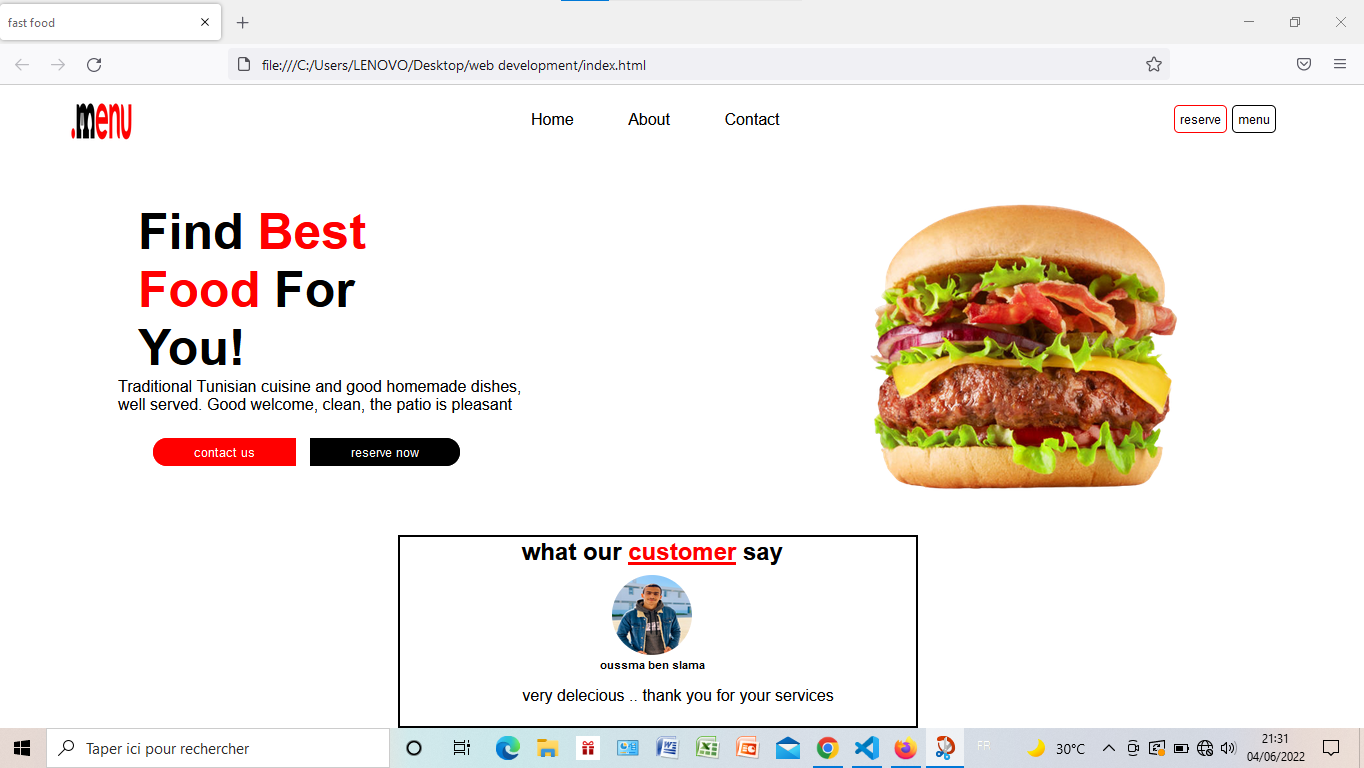 fast food
file:///C:/Users/LENOVO/Desktop/web development/index.html
.menu
Home About Contact
reserve menu
Find Best
Food For
You!
Traditional Tunisian cuisine and good homemade dishes,
well served. Good welcome, clean, the patio is pleasant
contact us reserve now
what our customer say
oussma ben slama
very delecious .. thank you for your services
Taper ici pour rechercher
FR
30°C
21:31
04/06/2022